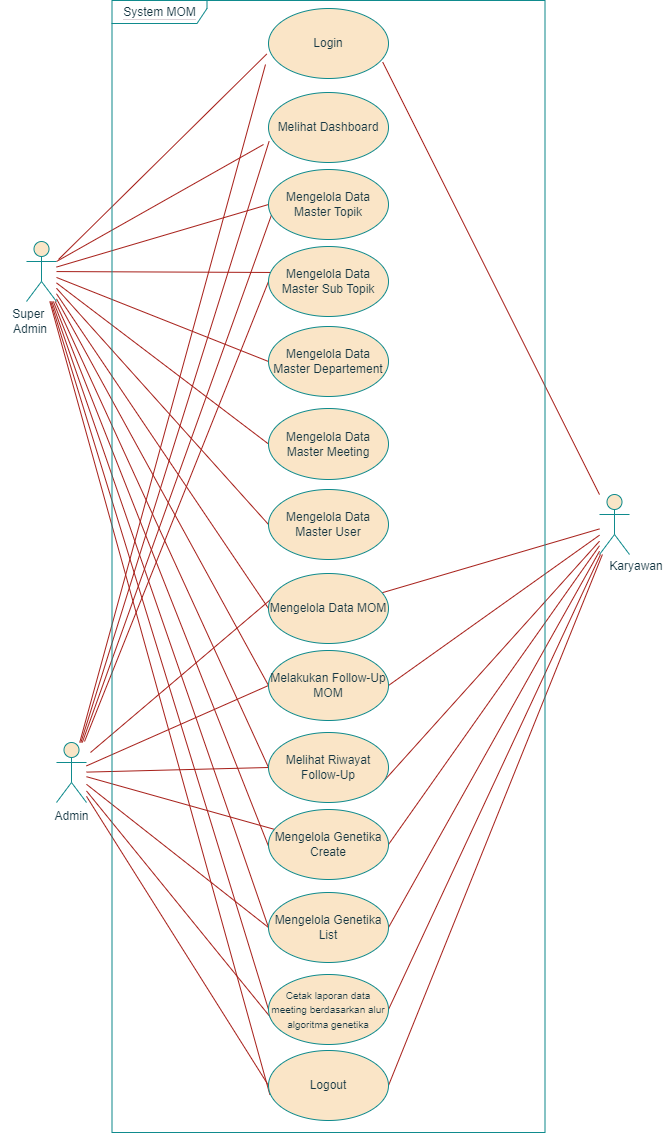 System MOM
Login
Melihat Dashboard
Mengelola Data
Master Topik
Mengelola Data
Master Sub Topik
Super
Admin
Mengelola Data
Master Departement
Mengelola Data
Master Meeting
Mengelola Data
Master User
Karyawan
Mengelola Data MOM
Melakukan Follow-Up
MOM
Melihat Riwayat
Follow-Up
Admin
Mengelola Genetika
Create
Mengelola Genetika
List
Cetak laporan data
meeting berdasarkan alur
algoritma genetika
Logout